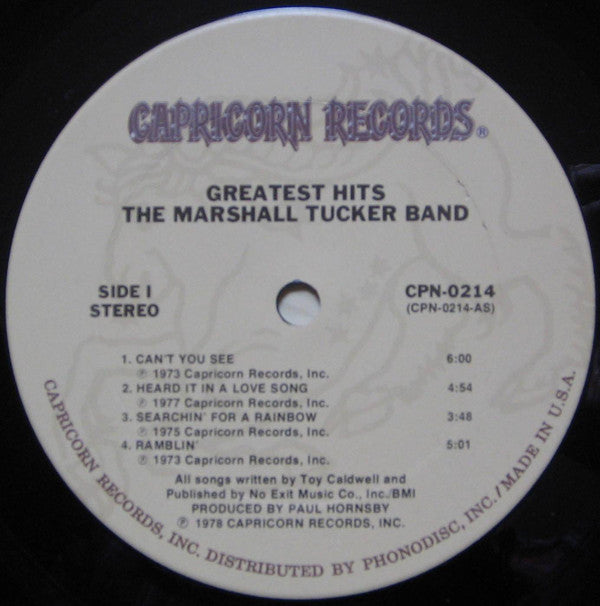 CAPRICORN RECORDS®
GREATEST HITS
THE MARSHALL TUCKER BAND
SIDE I
STEREO
CPN-0214
(CPN-0214-AS)
1. CAN'T YOU SEE 6:00
℗ 1973 Capricorn Records, Inc.
2. HEARD IT IN A LOVE SONG 4:54
℗ 1977 Capricorn Records, Inc.
3. SEARCHIN' FOR A RAINBOW 3:48
℗ 1975 Capricorn Records, Inc.
4. RAMBLIN' 5:01
℗ 1973 Capricorn Records, Inc.
All songs written by Toy Caldwell and
Published by No Exit Music Co., Inc./BMI
PRODUCED BY PAUL HORNSBY
℗ 1978 CAPRICORN RECORDS, INC.
CAPRICORN RECORDS, INC. DISTRIBUTED BY PHONODISC, INC./MADE IN U.S.A.